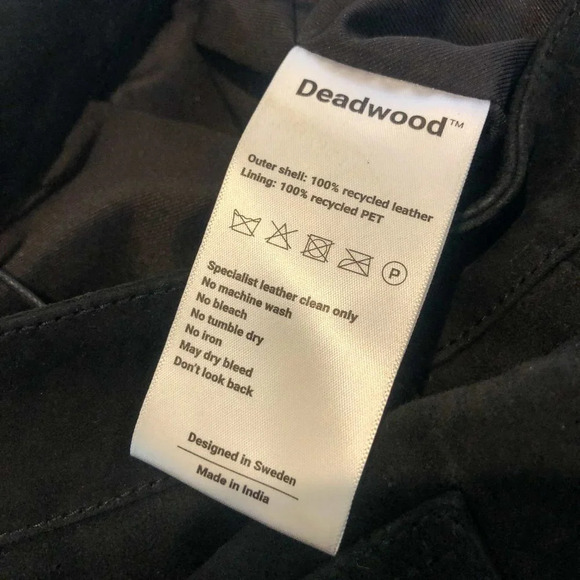 Deadwood™
Outer shell: 100% recycled leather
Lining: 100% recycled PET
P
Specialist leather clean only
No machine wash
No bleach
No tumble dry
No iron
May dry bleed
Don't look back
Designed in Sweden
Made in India